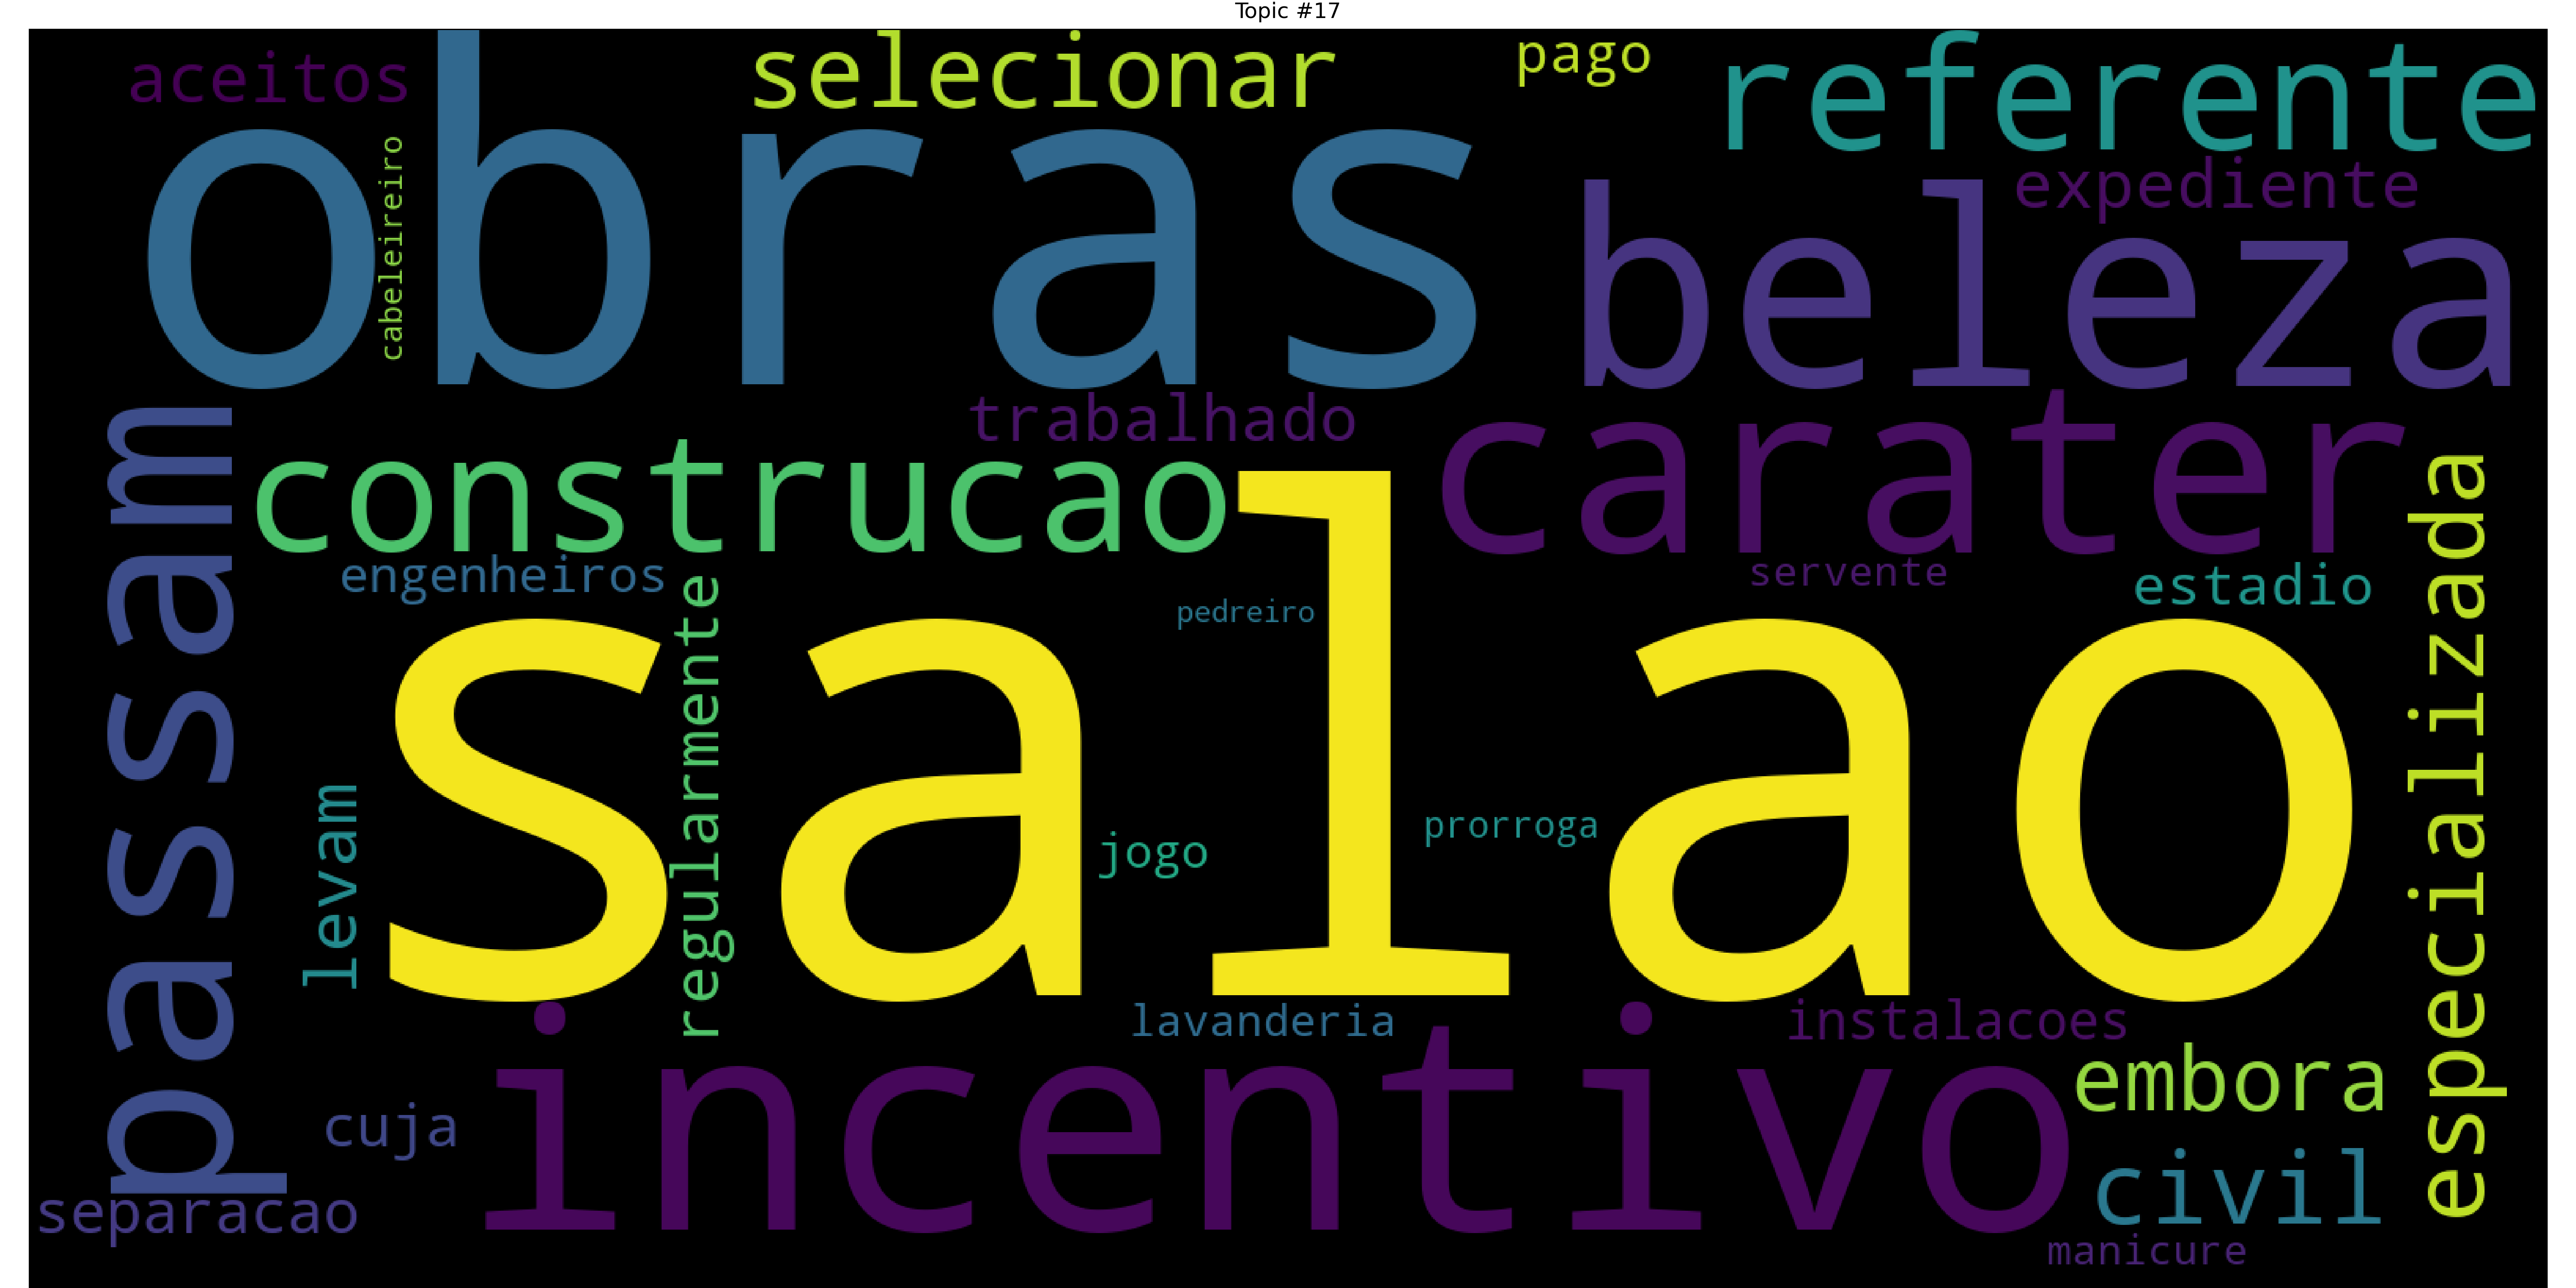 Topic #17
aceitos
selecionar
pago
referente
obras
cabeleireiro
expediente
beleza
passam
trabalhado
carater
construcao
especializada
engenheiros
regularmente
pedreiro
servente
estadio
salao
levam
jogo
prorroga
lavanderia
instalacoes
incentivo
embora
cuja
civil
separacao
manicure